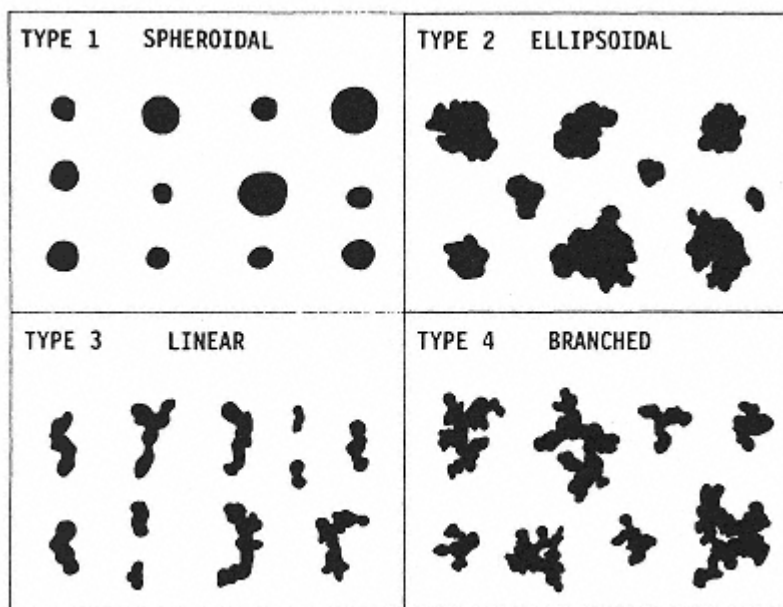 TYPE 1 SPHEROIDAL
TYPE 2 ELLIPSOIDAL
TYPE 3 LINEAR
TYPE 4 BRANCHED